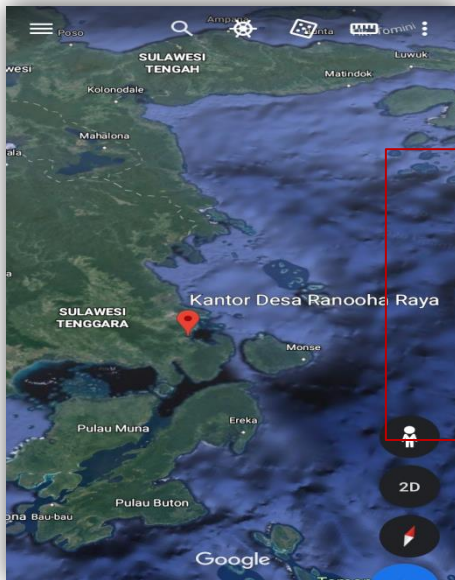 Poso
Ampana
Tomini
SULAWESI
TENGAH
Luwuk
Matindok
Kolonodale
Mahalona
Kantor Desa Ranooha Raya
SULAWESI
TENGGARA
Monse
Pulau Muna
Ereka
2D
Pulau Buton
Bau-bau
Google